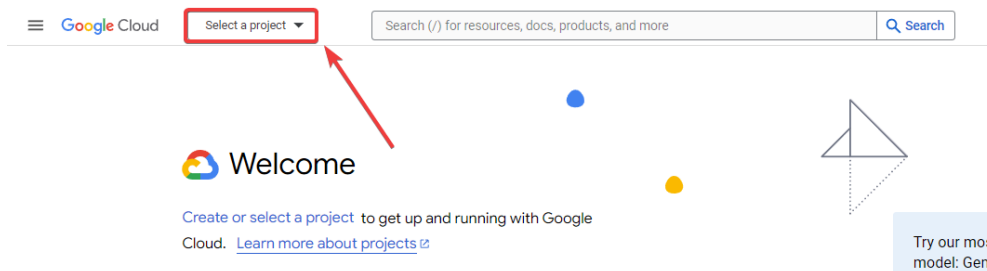 Google Cloud
Select a project
Search (/) for resources, docs, products, and more
Search
Welcome
Create or select a project to get up and running with Google
Cloud. Learn more about projects
Try our mos
model: Gen